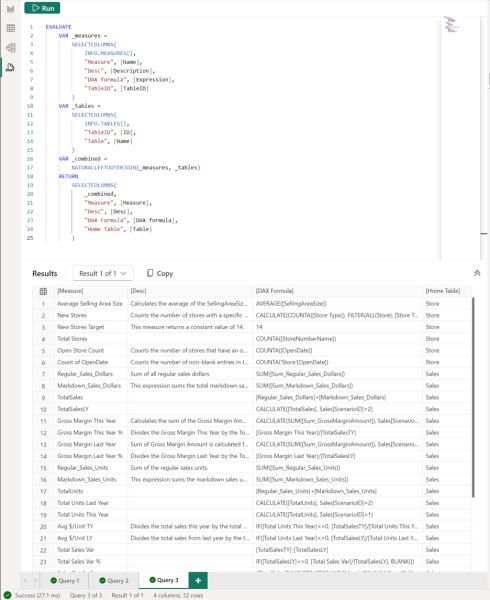 Run
1 EVALUATE
2 VAR _measures =
3 SELECTCOLUMNS(
4 INFO.MEASURES(),
5 "Measure", [Name],
6 "Desc", [Description],
7 "DAX formula", [Expression],
8 "TableID", [TableID]
9 )
10 VAR _tables =
11 SELECTCOLUMNS(
12 INFO.TABLES(),
13 "TableID", [ID],
14 "Table", [Name]
15 )
16 VAR _combined =
17 NATURALLEFTOUTERJOIN(_measures, _tables)
18 RETURN
19 SELECTCOLUMNS(
20 _combined,
21 "Measure", [Measure],
22 "Desc", [Desc],
23 "DAX Formula", [DAX formula],
24 "Home Table", [Table]
25 )
Results Result 1 of 1 Copy
[Measure] [Desc] [DAX Formula] [Home Table]
1 Average Selling Area Size Calculates the average of the SellingAreaSiz... AVERAGE([SellingAreaSize]) Store
2 New Stores Counts the number of stores with a specific ... CALCULATE(COUNTA([Store Type]), FILTER(ALL(Store), [Store T... Store
3 New Stores Target This measure returns a constant value of 14. 14 Store
4 Total Stores COUNTA([StoreNumberName]) Store
5 Open Store Count Counts the number of stores that have an o... COUNTA([OpenDate]) Store
6 Count of OpenDate Counts the number of non-blank entries in t... COUNTA('Store'[OpenDate]) Store
7 Regular_Sales_Dollars Sum of all regular sales dollars. SUM([Sum_Regular_Sales_Dollars]) Sales
8 Markdown_Sales_Dollars This expression sums the total markdown sa... SUM([Sum_Markdown_Sales_Dollars]) Sales
9 TotalSales [Regular_Sales_Dollars]+[Markdown_Sales_Dollars] Sales
10 TotalSalesLY CALCULATE([TotalSales], Sales[ScenarioID]=2) Sales
11 Gross Margin This Year Calculates the sum of the Gross Margin Am... CALCULATE(SUM([Sum_GrossMarginAmount]), Sales[Scenario... Sales
12 Gross Margin This Year % Divides the Gross Margin This Year by the To... [Gross Margin This Year]/[TotalSalesTY] Sales
13 Gross Margin Last Year Sum of Gross Margin Amount is calculated f... CALCULATE(SUM([Sum_GrossMarginAmount]), Sales[Scenario... Sales
14 Gross Margin Last Year % Divides the Gross Margin Last Year by the To... [Gross Margin Last Year]/[TotalSalesLY] Sales
15 Regular_Sales_Units Sum of the regular sales units. SUM([Sum_Regular_Sales_Units]) Sales
16 Markdown_Sales_Units This expression sums the markdown sales u... SUM([Sum_Markdown_Sales_Units]) Sales
17 TotalUnits [Regular_Sales_Units]+[Markdown_Sales_Units] Sales
18 Total Units Last Year CALCULATE([TotalUnits], Sales[ScenarioID]=2) Sales
19 Total Units This Year CALCULATE([TotalUnits], Sales[ScenarioID]=1) Sales
20 Avg $/Unit TY Divides the total sales this year by the total ... IF([Total Units This Year]<>0, [TotalSalesTY]/[Total Units This Y... Sales
21 Avg $/Unit LY Divides the total sales from last year by the t... IF([Total Units Last Year]<>0, [TotalSalesLY]/[Total Units Last Y... Sales
22 Total Sales Var [TotalSalesTY]-[TotalSalesLY] Sales
23 Total Sales Var % IF([TotalSalesLY]<>0, [Total Sales Var]/[TotalSalesLY], BLANK()) Sales
Query 1 Query 2 Query 3 +
Success (27.1 ms) Query 3 of 3 Result 1 of 1 4 columns, 32 rows